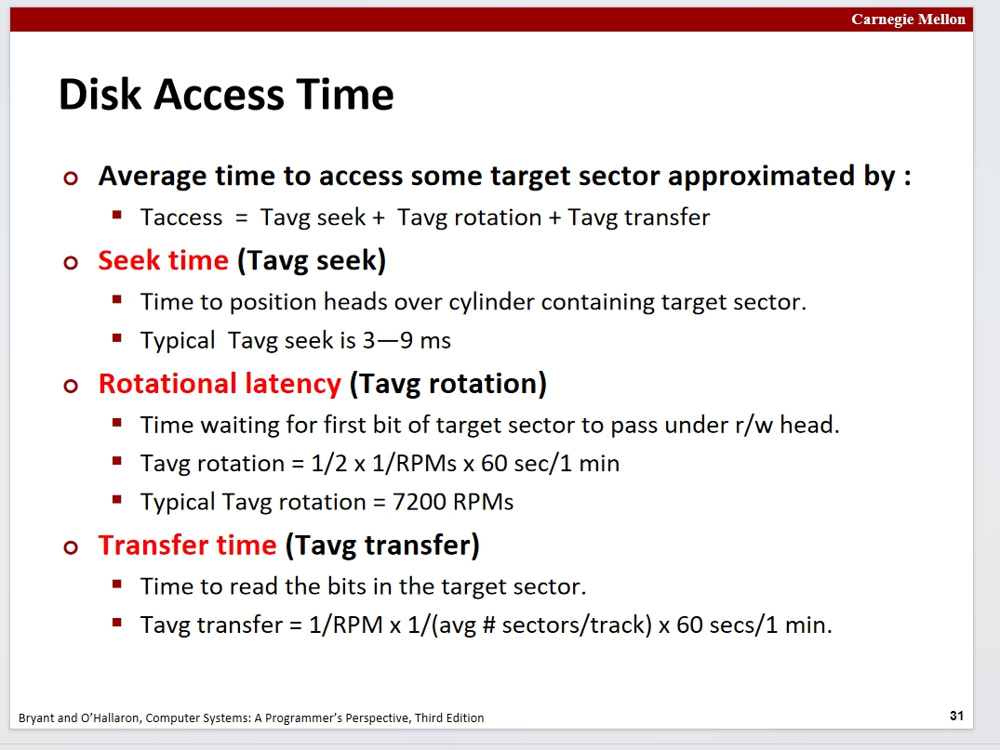 Carnegie Mellon
Disk Access Time
Average time to access some target sector approximated by :
Taccess = Tavg seek + Tavg rotation + Tavg transfer
Seek time (Tavg seek)
Time to position heads over cylinder containing target sector.
Typical Tavg seek is 3—9 ms
Rotational latency (Tavg rotation)
Time waiting for first bit of target sector to pass under r/w head.
Tavg rotation = 1/2 x 1/RPMs x 60 sec/1 min
Typical Tavg rotation = 7200 RPMs
Transfer time (Tavg transfer)
Time to read the bits in the target sector.
Tavg transfer = 1/RPM x 1/(avg # sectors/track) x 60 secs/1 min.
Bryant and O’Hallaron, Computer Systems: A Programmer’s Perspective, Third Edition
31